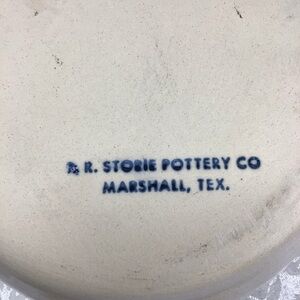 R. STORIE POTTERY CO
MARSHALL, TEX.